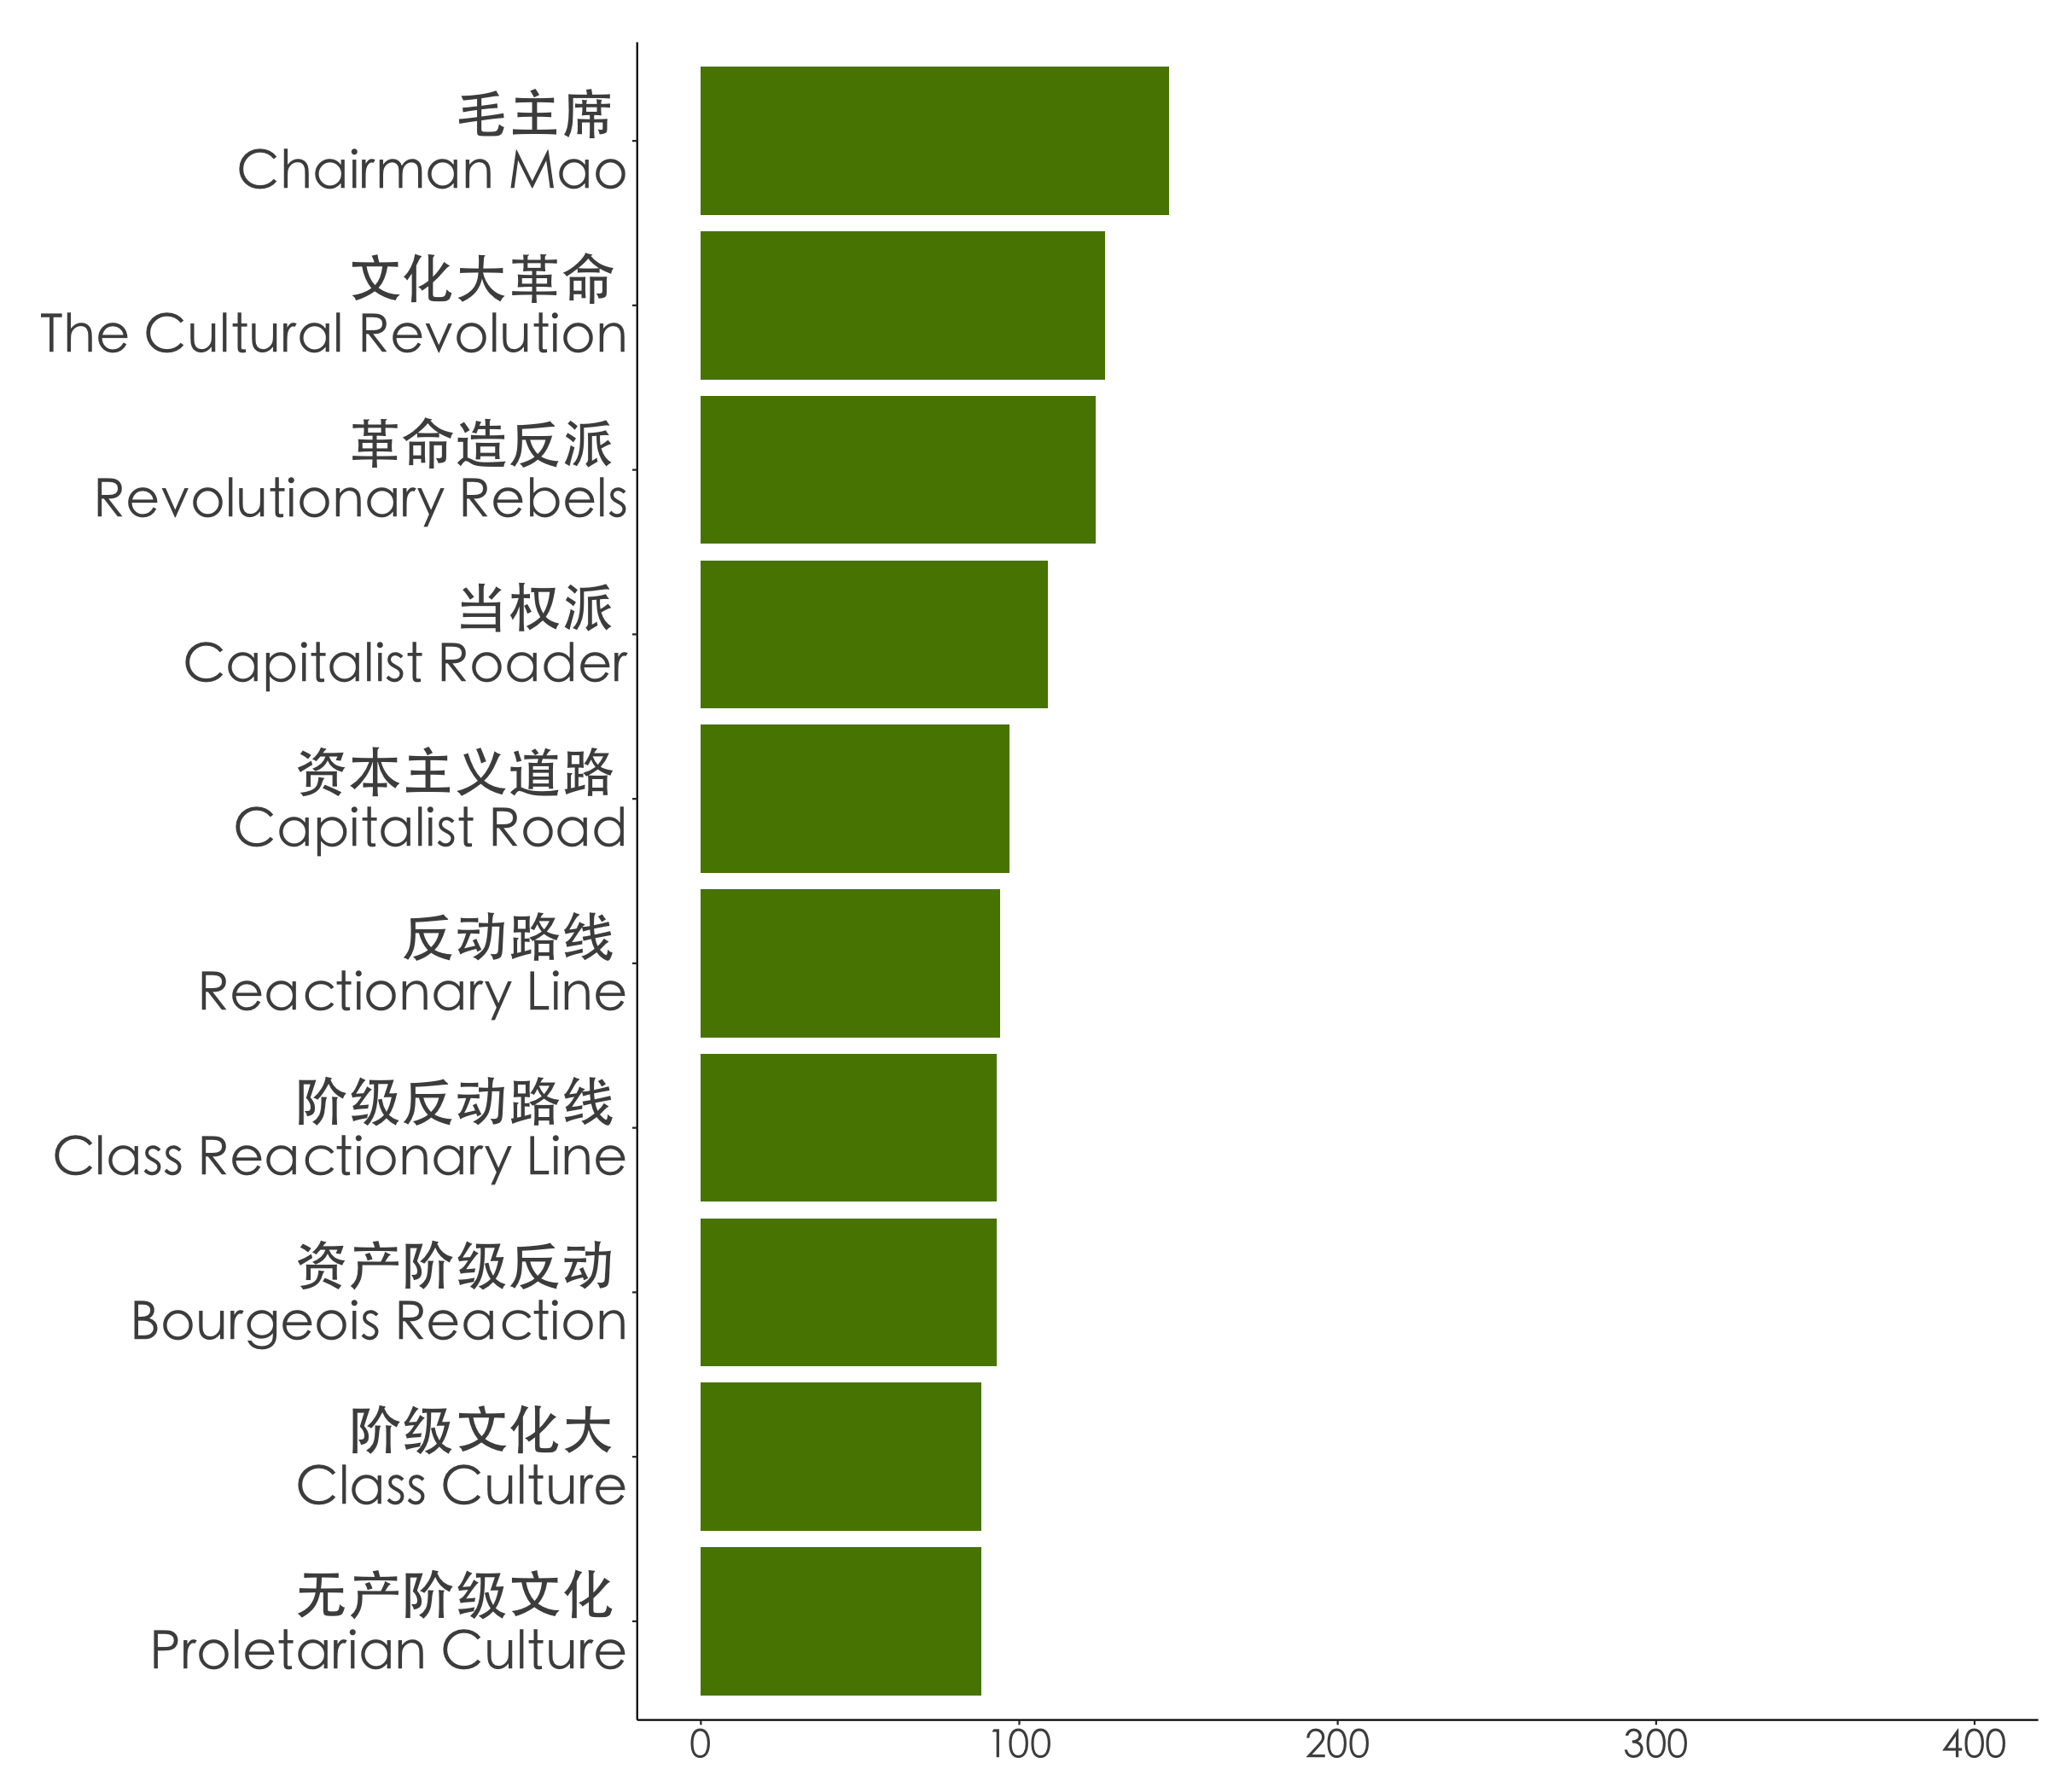 毛主席
Chairman Mao
文化大革命
The Cultural Revolution
革命造反派
Revolutionary Rebels
当权派
Capitalist Roader
资本主义道路
Capitalist Road
反动路线
Reactionary Line
阶级反动路线
Class Reactionary Line
资产阶级反动
Bourgeois Reaction
阶级文化大
Class Culture
无产阶级文化
Proletarian Culture
0 100 200 300 400